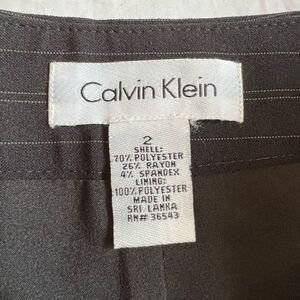 Calvin Klein
2
SHELL:
70% POLYESTER
26% RAYON
4% SPANDEX
LINING:
100% POLYESTER
MADE IN
SRI LANKA
RN# 36543